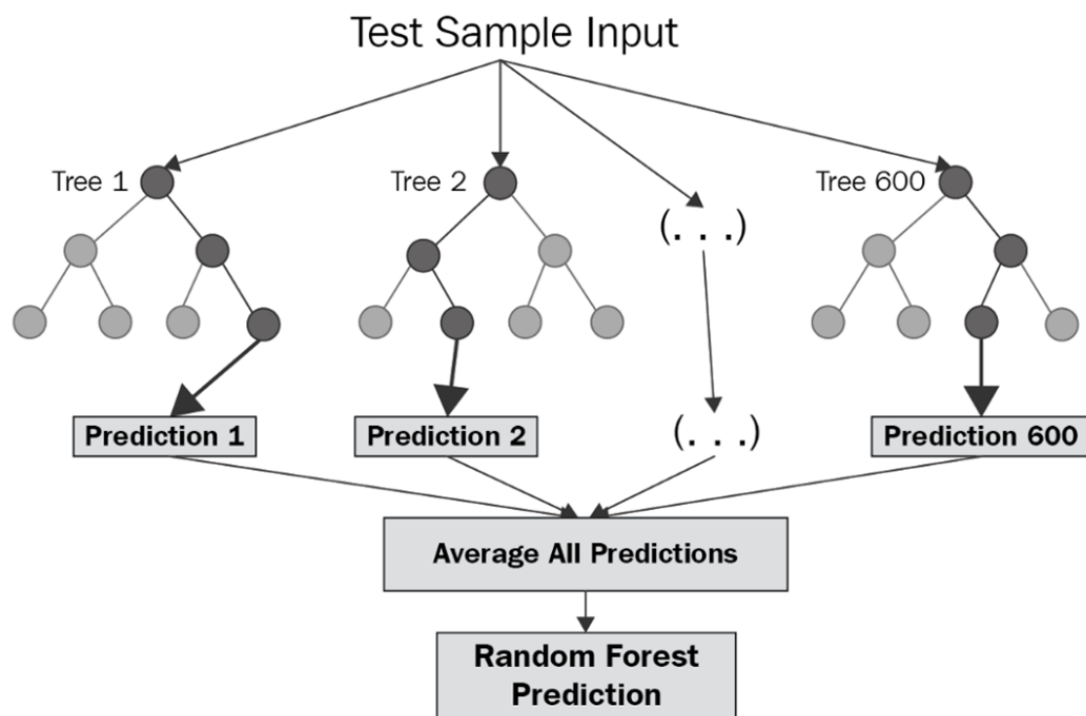 Test Sample Input
Tree 1
Tree 2
Tree 600
(. . .)
Prediction 1
Prediction 2
(. . .)
Prediction 600
Average All Predictions
Random Forest
Prediction